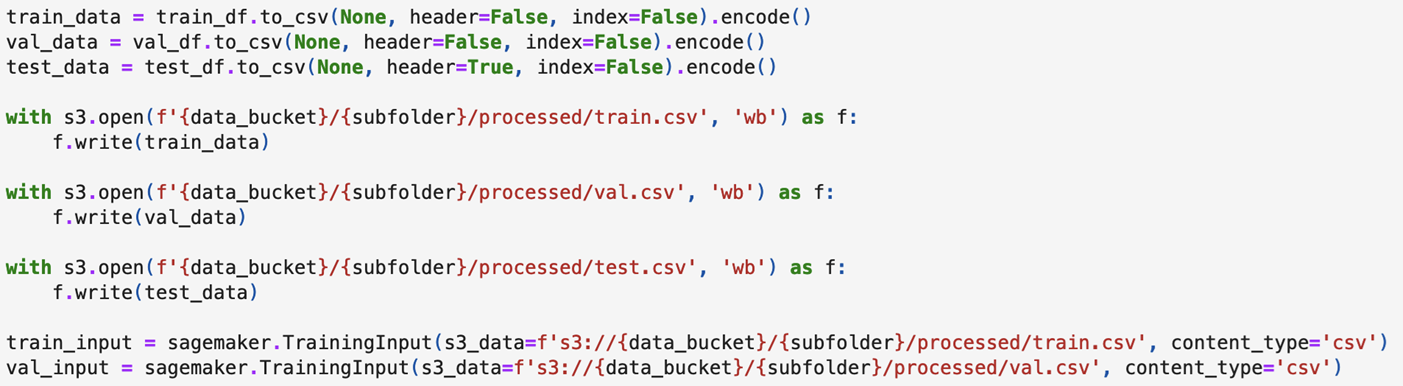 train_data = train_df.to_csv(None, header=False, index=False).encode()
val_data = val_df.to_csv(None, header=False, index=False).encode()
test_data = test_df.to_csv(None, header=True, index=False).encode()
with s3.open(f'{data_bucket}/{subfolder}/processed/train.csv', 'wb') as f:
    f.write(train_data)
with s3.open(f'{data_bucket}/{subfolder}/processed/val.csv', 'wb') as f:
    f.write(val_data)
with s3.open(f'{data_bucket}/{subfolder}/processed/test.csv', 'wb') as f:
    f.write(test_data)
train_input = sagemaker.TrainingInput(s3_data=f's3://{data_bucket}/{subfolder}/processed/train.csv', content_type='csv')
val_input = sagemaker.TrainingInput(s3_data=f's3://{data_bucket}/{subfolder}/processed/val.csv', content_type='csv')